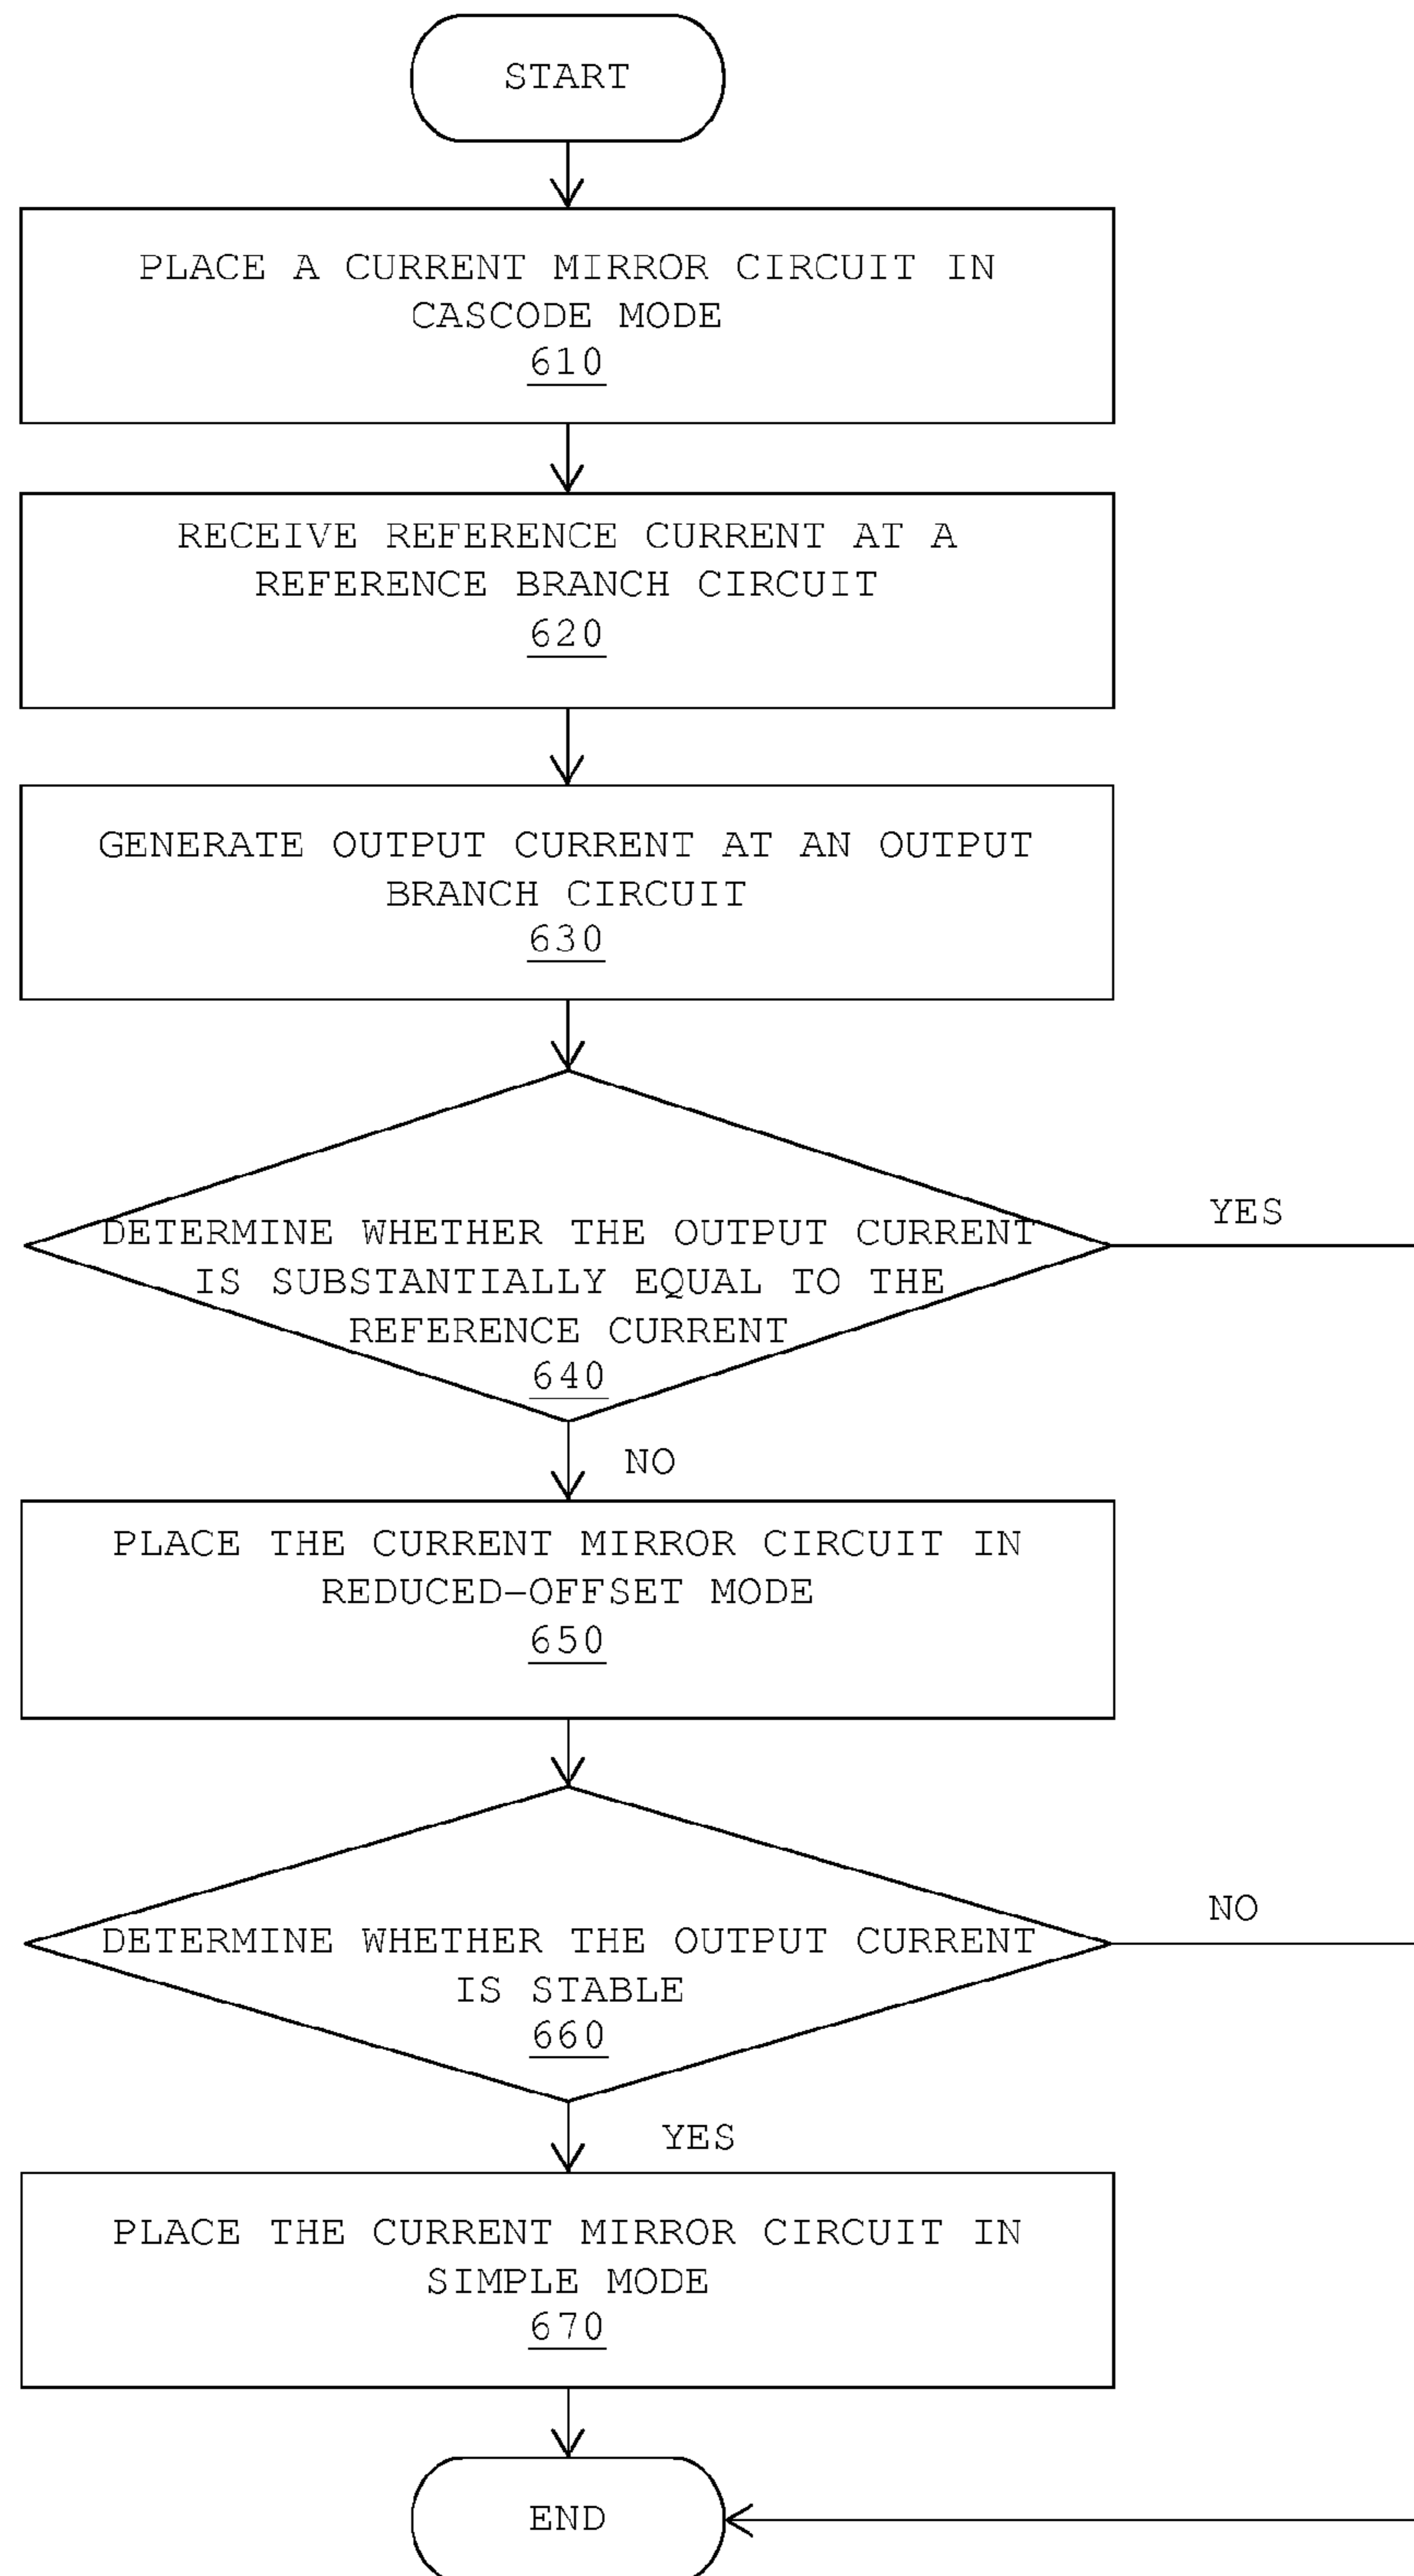 START
PLACE A CURRENT MIRROR CIRCUIT IN
CASCODE MODE
610
RECEIVE REFERENCE CURRENT AT A
REFERENCE BRANCH CIRCUIT
620
GENERATE OUTPUT CURRENT AT AN OUTPUT
BRANCH CIRCUIT
630
DETERMINE WHETHER THE OUTPUT CURRENT
IS SUBSTANTIALLY EQUAL TO THE
REFERENCE CURRENT
640
YES
NO
PLACE THE CURRENT MIRROR CIRCUIT IN
REDUCED-OFFSET MODE
650
DETERMINE WHETHER THE OUTPUT CURRENT
IS STABLE
660
NO
YES
PLACE THE CURRENT MIRROR CIRCUIT IN
SIMPLE MODE
670
END